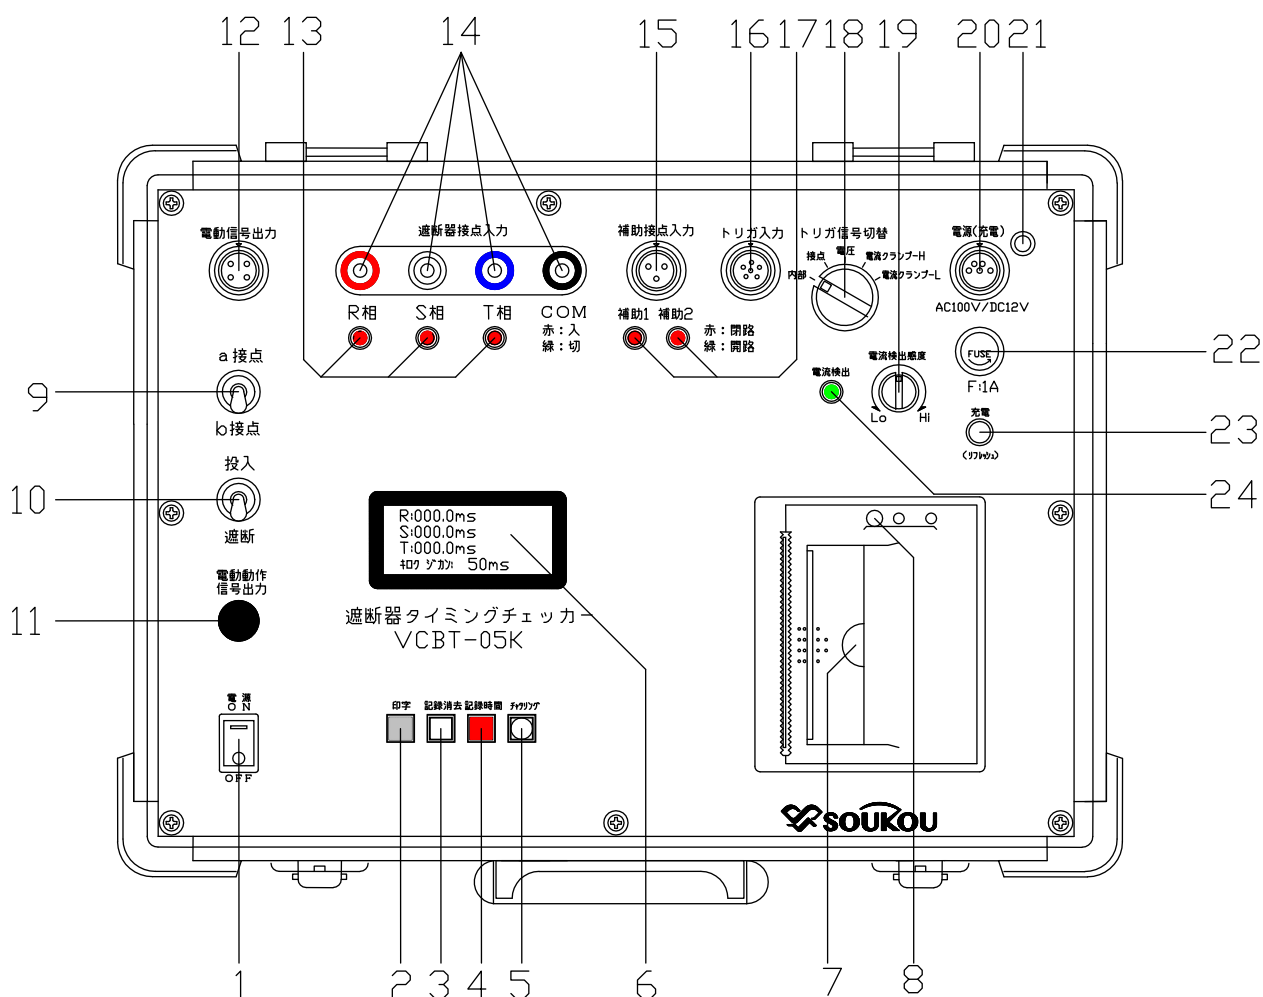 12 13 14 15 16 17 18 19 20 21
電動信号出力
遮断器接点入力
補助接点入力
トリガ入力
トリガ信号切替
電源(充電)
内部 接点 電圧 電流クランプーH
電流クランプーL
AC100V/DC12V
R相 S相 T相 COM
赤:入
緑:切
補助1 補助2
赤:閉路
緑:開路
a接点
b接点
9
電流検出
電流検出感度
Lo Hi
FUSE
F:1A
22
充電
(リフレッシュ)
23
24
投入
遮断
10
電動動作
信号出力
11
R:000.0ms
S:000.0ms
T:000.0ms
キロク ジカン: 50ms
遮断器タイミングチェッカー
VCBT-05K
電 源
ON
OFF
印字 記録消去 記録時間 チャタリング
SOUKOU
1 2 3 4 5 6 7 8